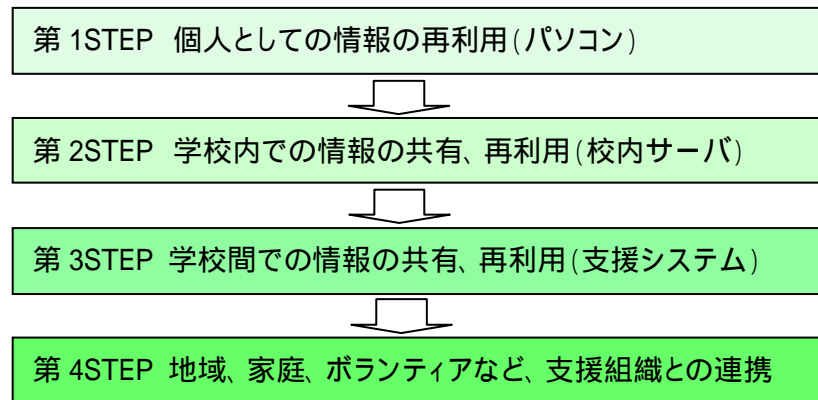 第 1STEP 個人としての情報の再利用(パソコン)
第 2STEP 学校内での情報の共有、再利用(校内サーバ)
第 3STEP 学校間での情報の共有、再利用(支援システム)
第 4STEP 地域、家庭、ボランティアなど、支援組織との連携